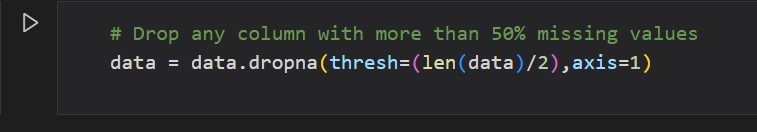 # Drop any column with more than 50% missing values
data = data.dropna(thresh=(len(data)/2),axis=1)